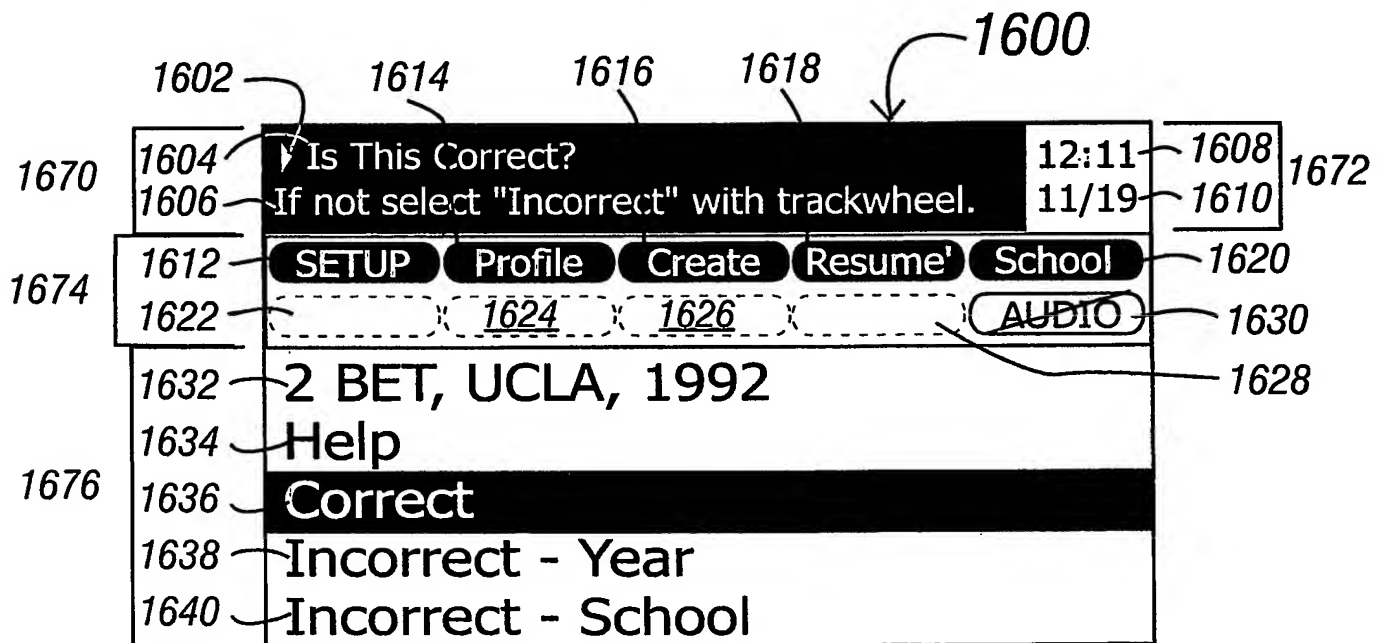 1600
1602 1614 1616 1618
1670 1604 Is This Correct? 12:11 1608 1672
1606 If not select "Incorrect" with trackwheel. 11/19 1610
1674 1612 SETUP Profile Create Resume' School 1620
1622 1624 1626 AUDIO 1630
1632 2 BET, UCLA, 1992 1628
1634 Help
1676 1636 Correct
1638 Incorrect - Year
1640 Incorrect - School